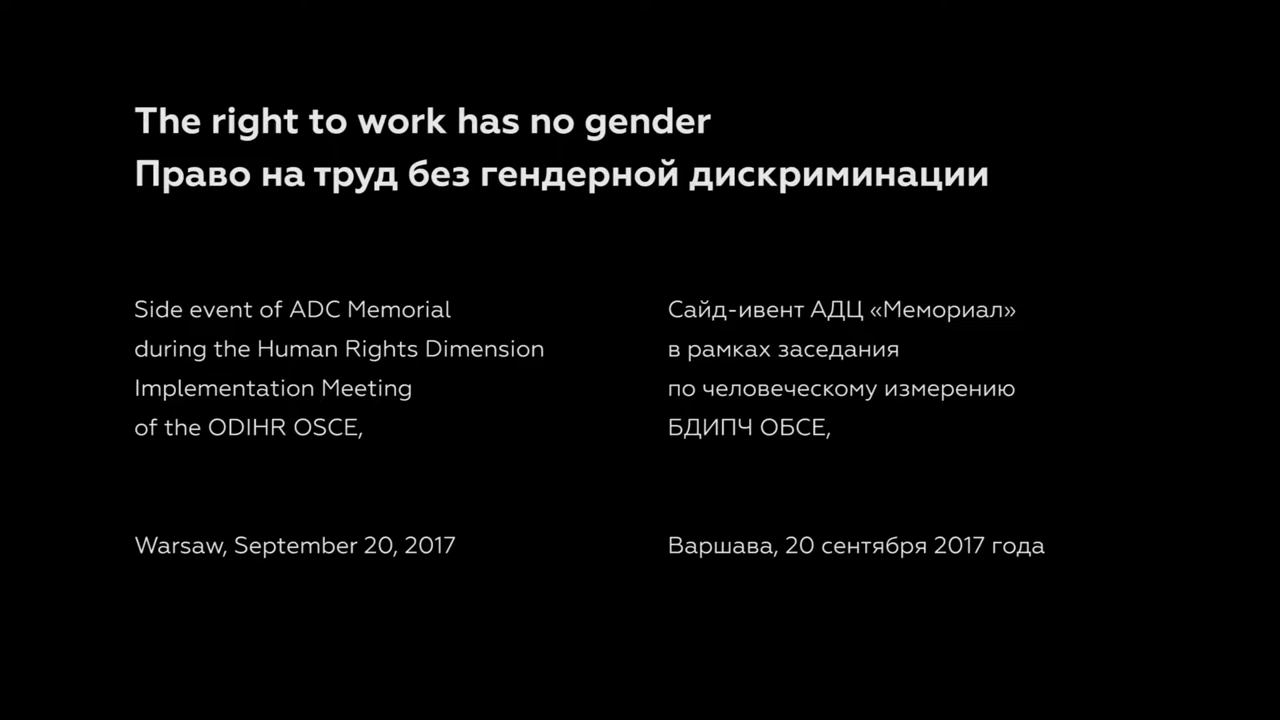 The right to work has no gender
Право на труд без гендерной дискриминации
Side event of ADC Memorial
during the Human Rights Dimension
Implementation Meeting
of the ODIHR OSCE,
Сайд-ивент АДЦ «Мемориал»
в рамках заседания
по человеческому измерению
БДИПЧ ОБСЕ,
Warsaw, September 20, 2017
Варшава, 20 сентября 2017 года